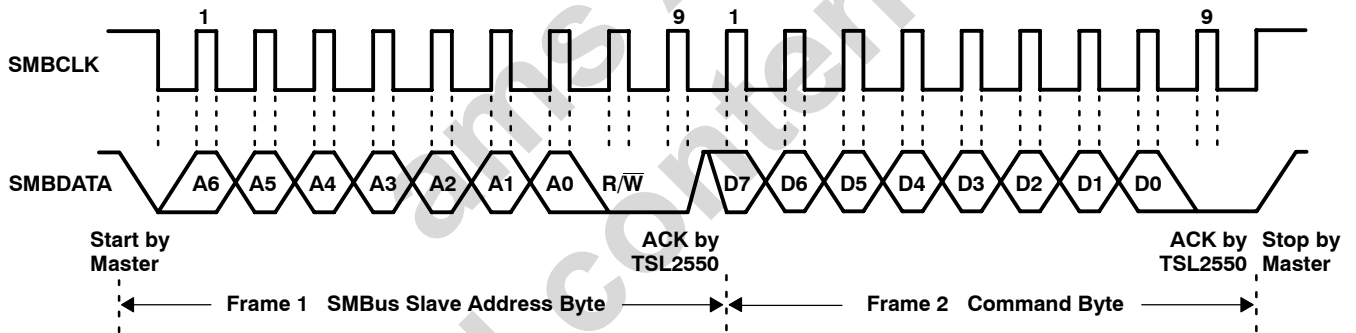 1 9 1 9
SMBCLK
SMBDATA A6 A5 A4 A3 A2 A1 A0 R/W̅ D7 D6 D5 D4 D3 D2 D1 D0
Start by Master
ACK by TSL2550
ACK by TSL2550
Stop by Master
Frame 1 SMBus Slave Address Byte
Frame 2 Command Byte
ams